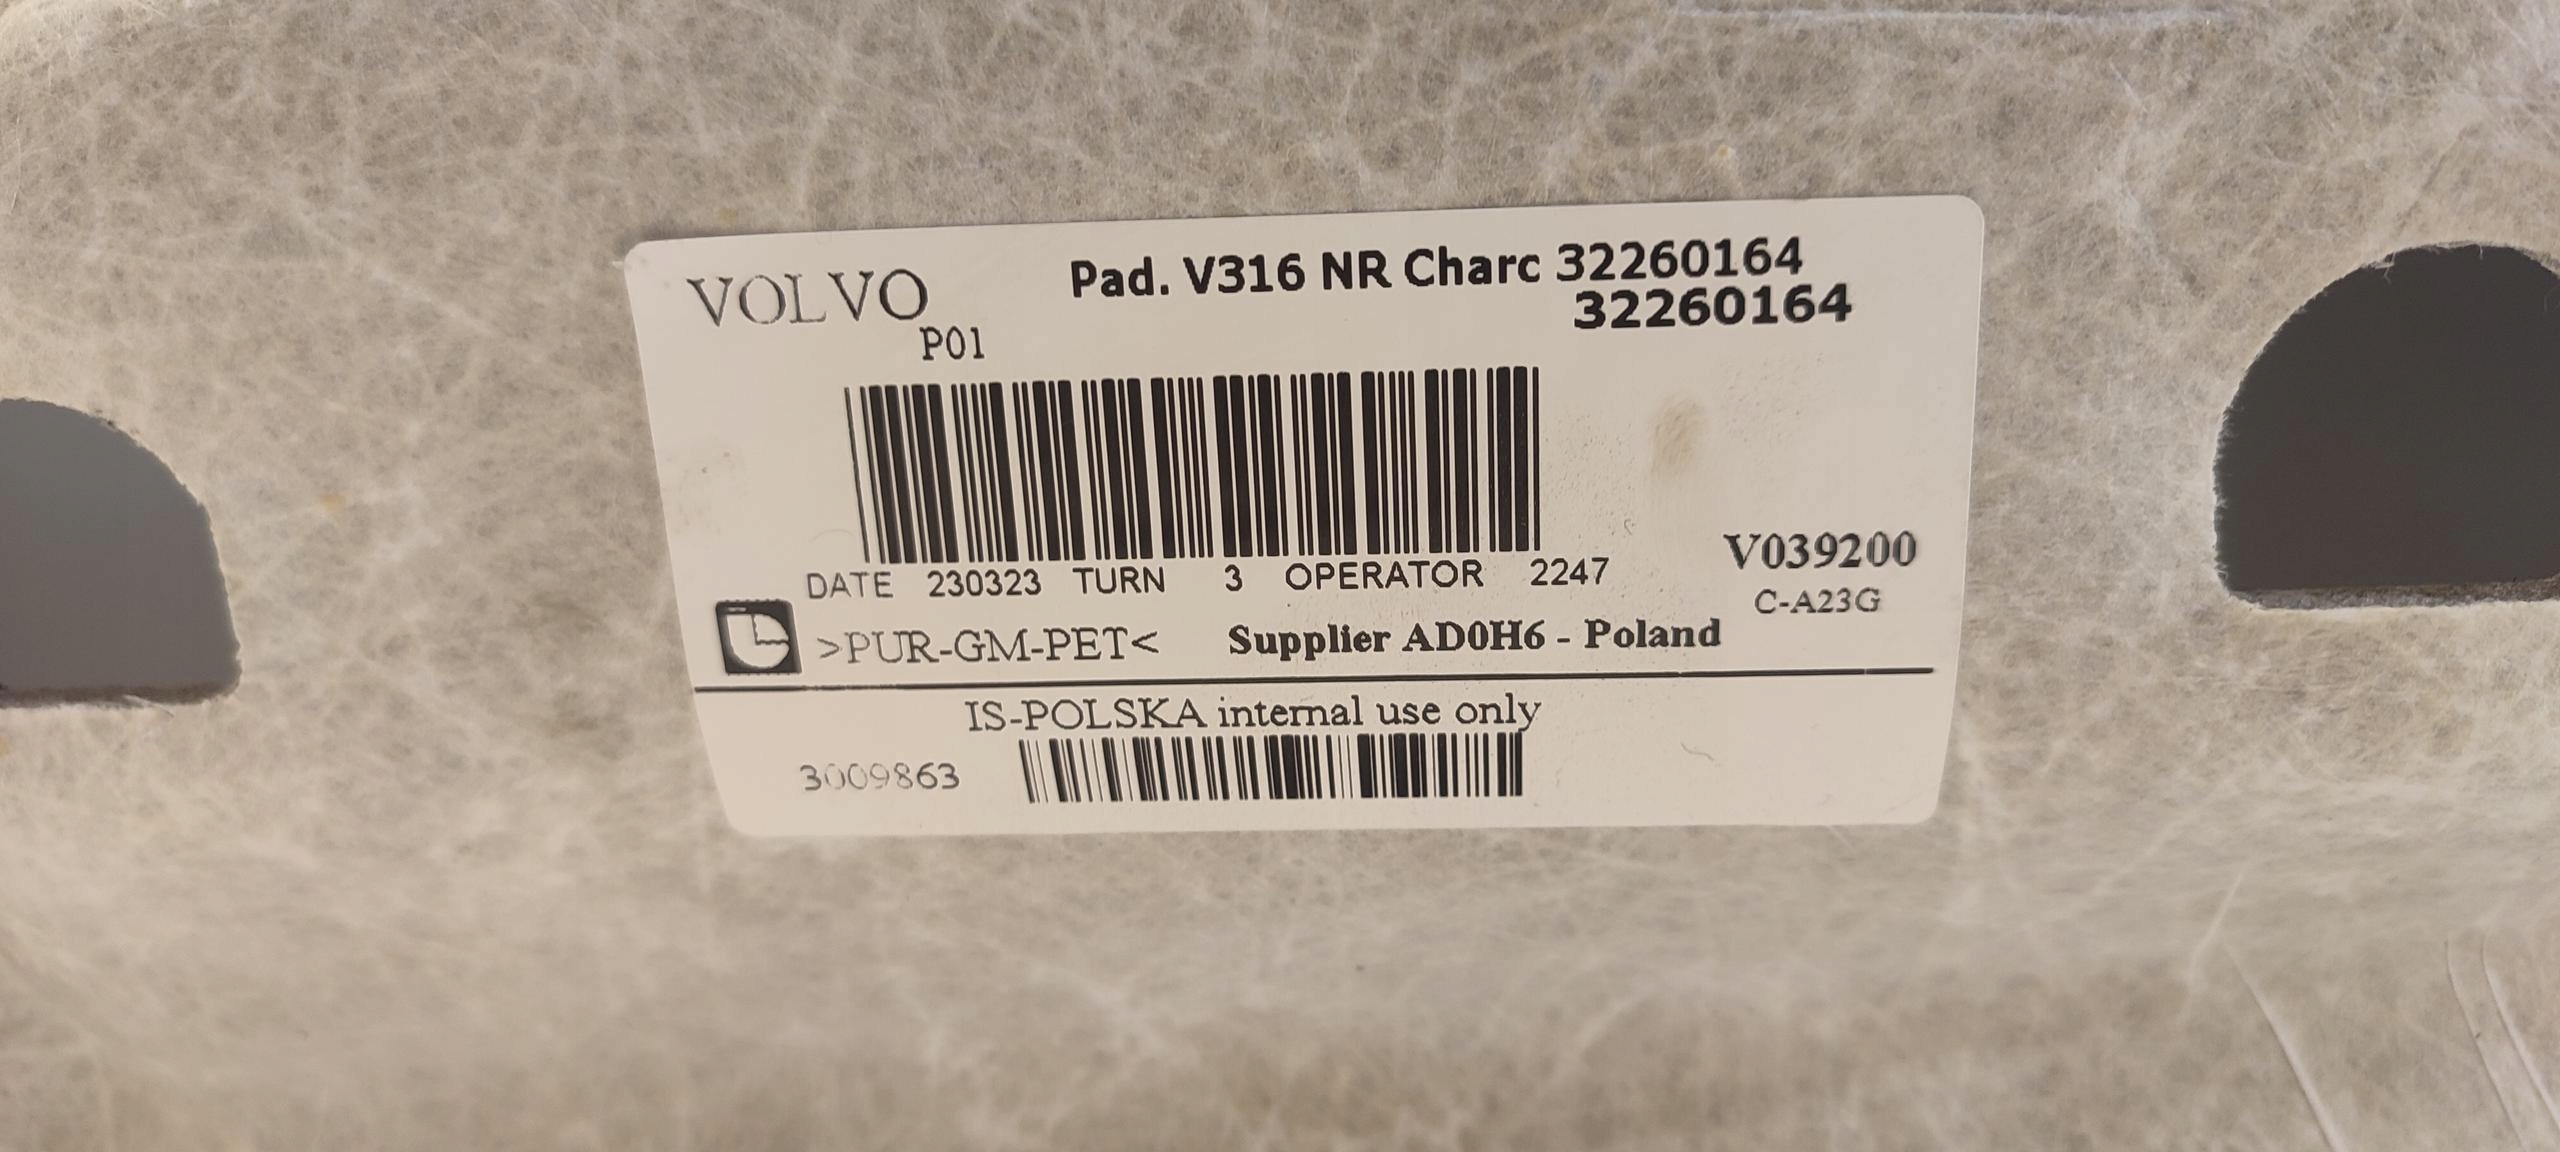 VOLVO
Pad. V316 NR Charc 32260164
32260164
P01
DATE 230323 TURN 3 OPERATOR 2247
V039200
C-A23G
>PUR-GM-PET< Supplier AD0H6 - Poland
IS-POLSKA internal use only
3009863